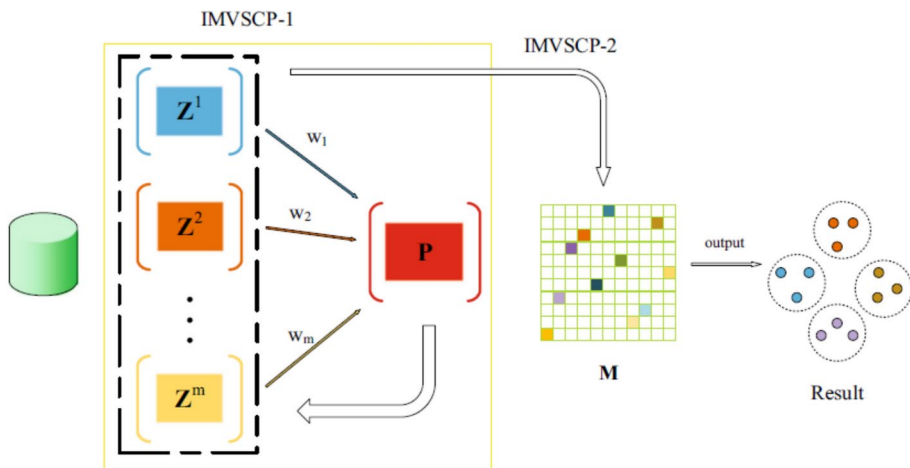 IMVSCP-1
IMVSCP-2
Z¹
w₁
Z²
w₂
P
output
wₘ
Zᵐ
M
Result